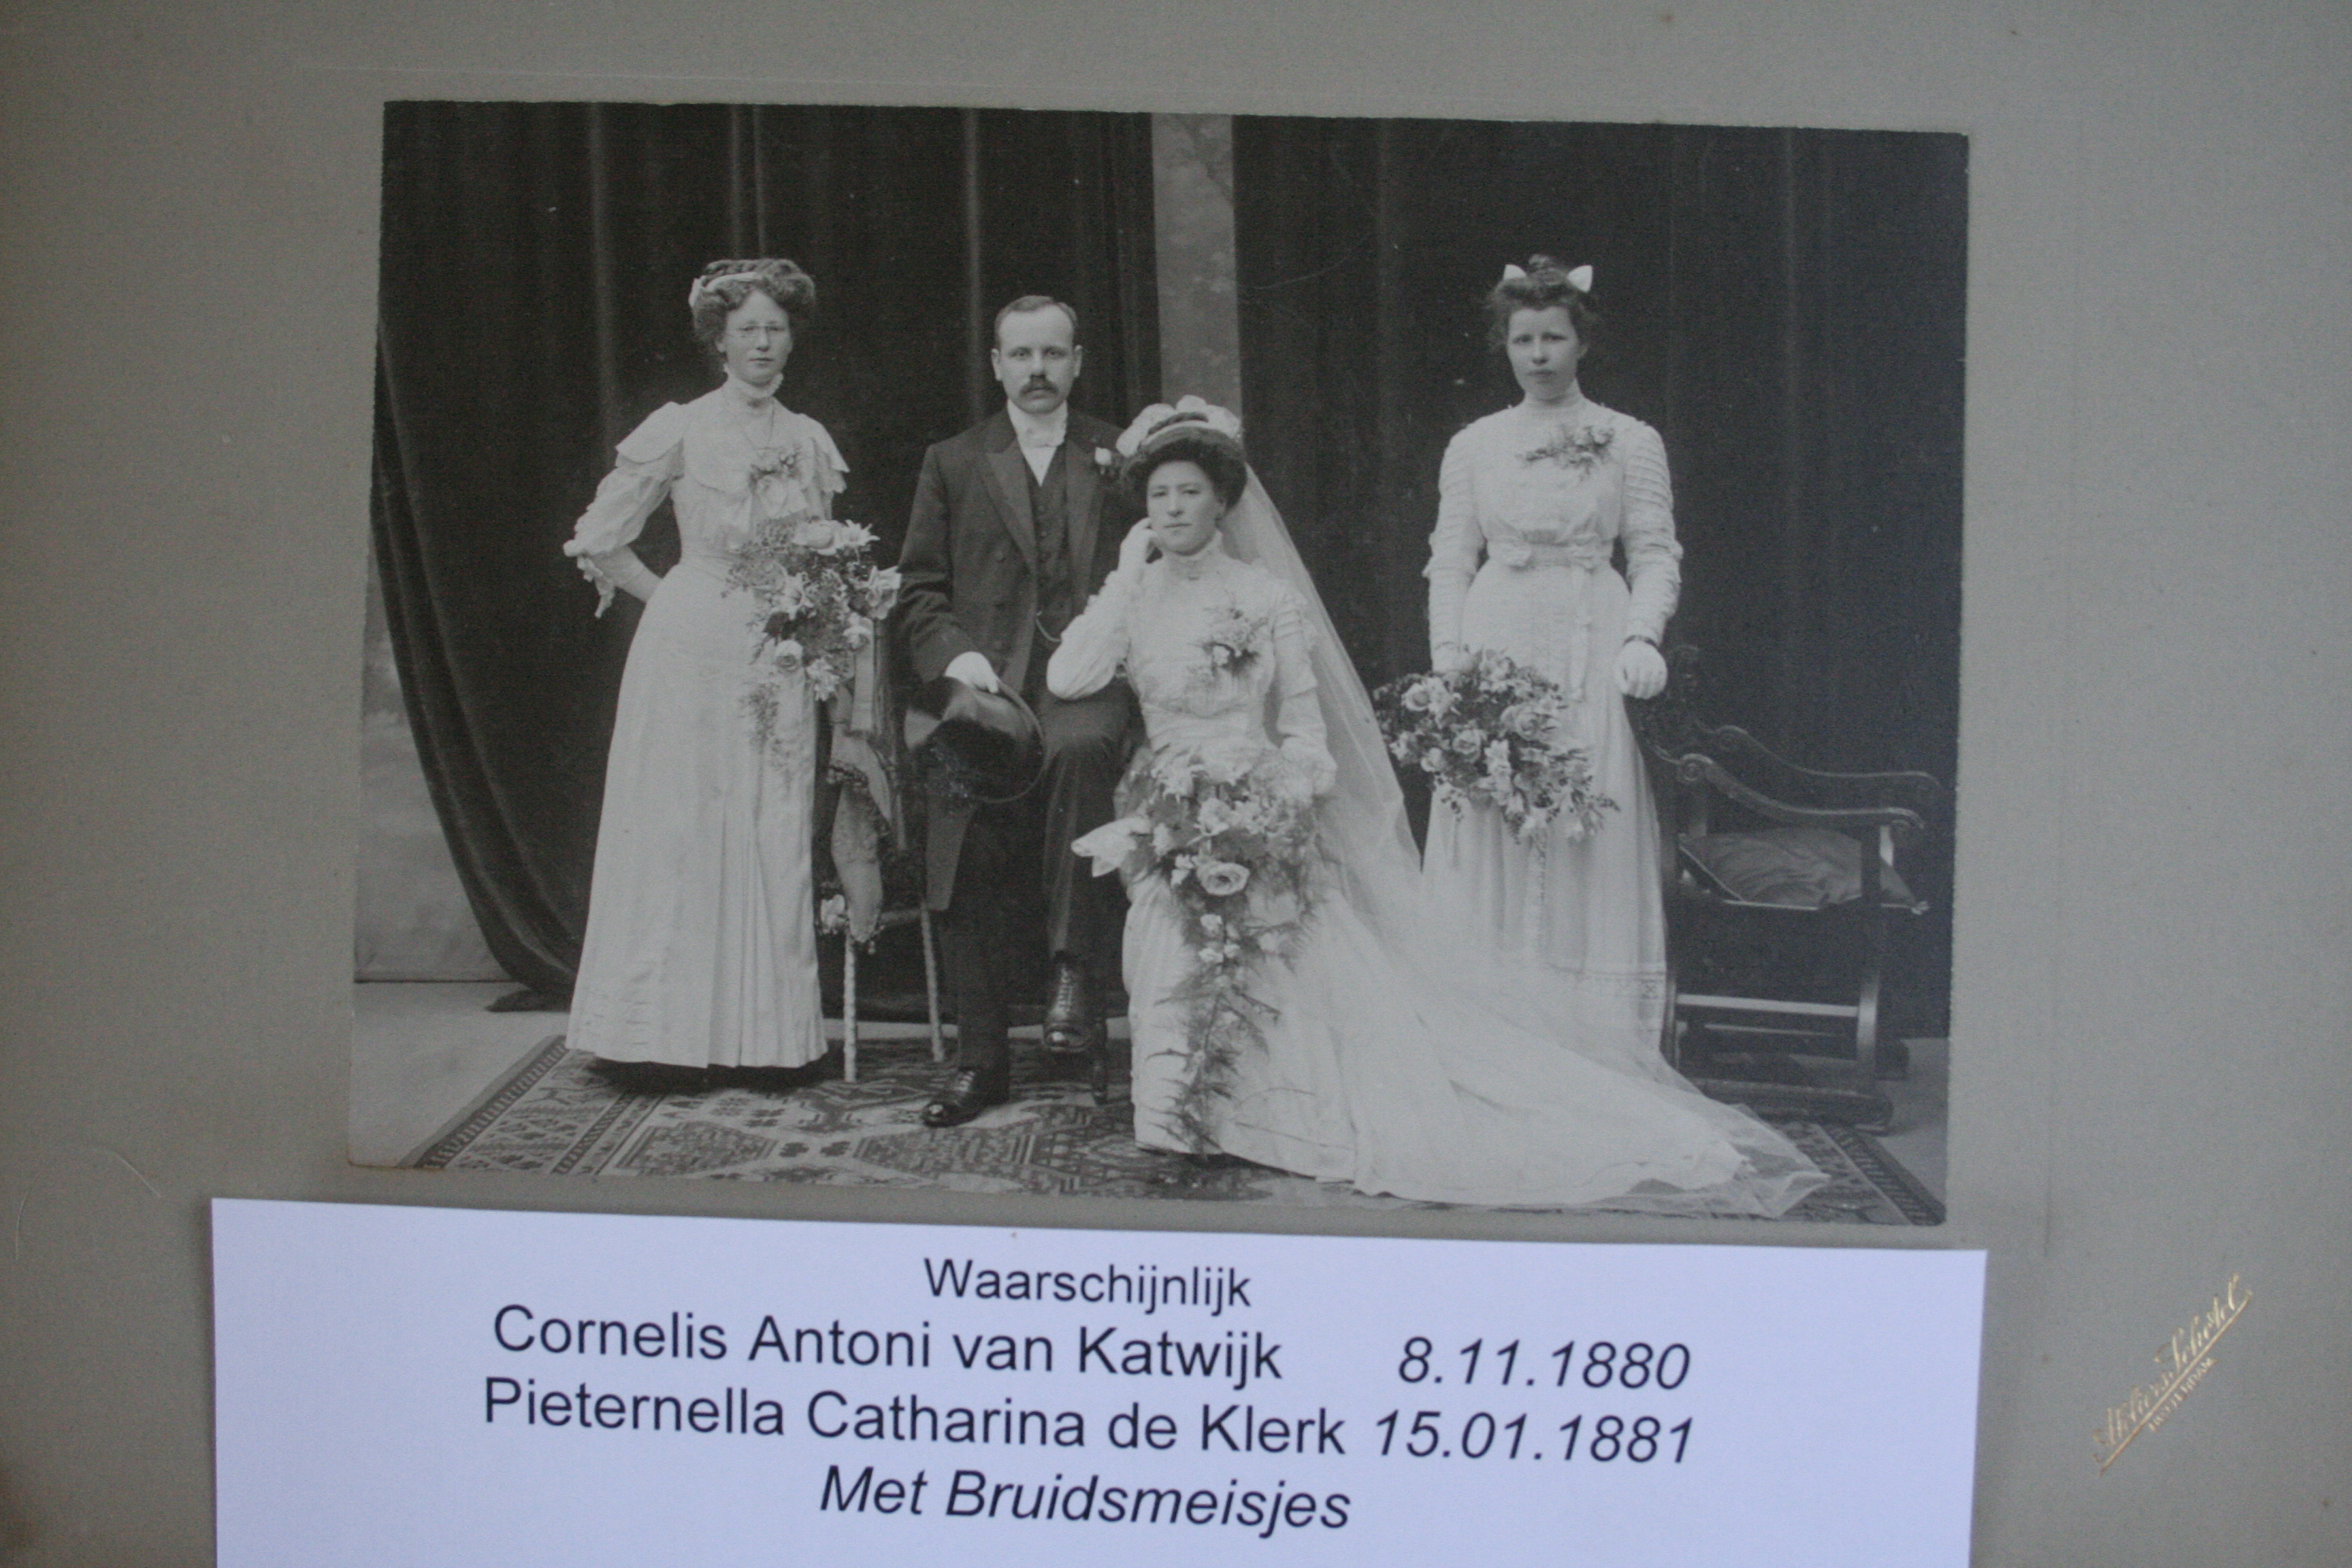 Waarschijnlijk
Cornelis Antoni van Katwijk 8.11.1880
Pieternella Catharina de Klerk 15.01.1881
Met Bruidsmeisjes